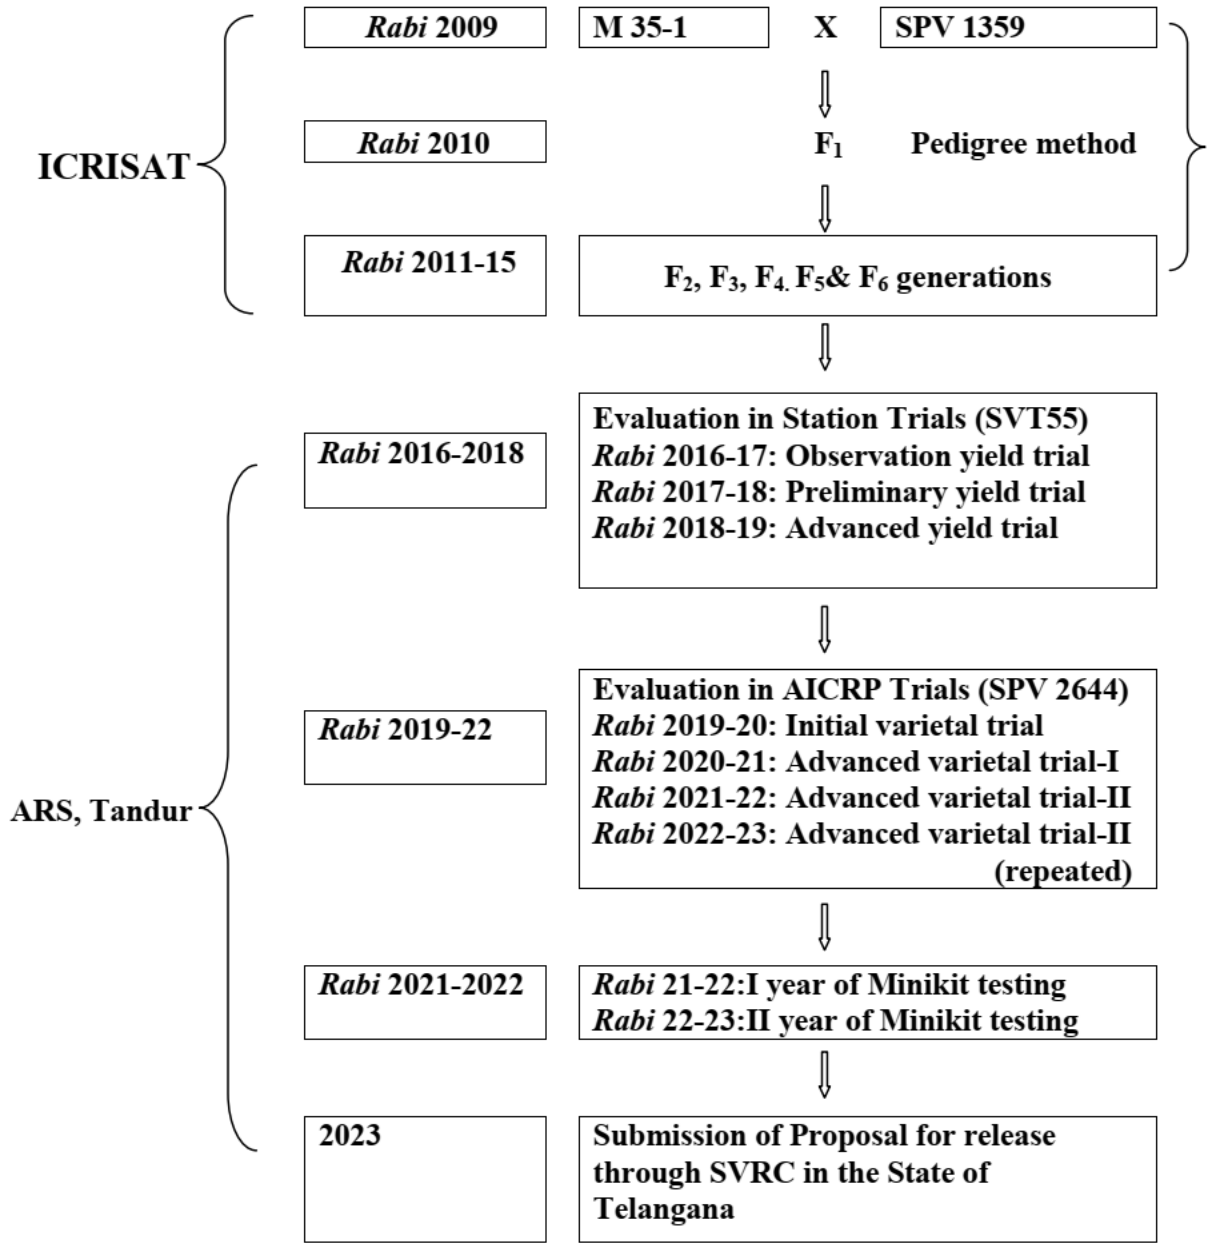 Rabi 2009
M 35-1
X
SPV 1359
ICRISAT
Rabi 2010
F₁
Pedigree method
Rabi 2011-15
F₂, F₃, F₄. F₅& F₆ generations
Rabi 2016-2018
Evaluation in Station Trials (SVT55)
Rabi 2016-17: Observation yield trial
Rabi 2017-18: Preliminary yield trial
Rabi 2018-19: Advanced yield trial
ARS, Tandur
Rabi 2019-22
Evaluation in AICRP Trials (SPV 2644)
Rabi 2019-20: Initial varietal trial
Rabi 2020-21: Advanced varietal trial-I
Rabi 2021-22: Advanced varietal trial-II
Rabi 2022-23: Advanced varietal trial-II
(repeated)
Rabi 2021-2022
Rabi 21-22:I year of Minikit testing
Rabi 22-23:II year of Minikit testing
2023
Submission of Proposal for release
through SVRC in the State of
Telangana